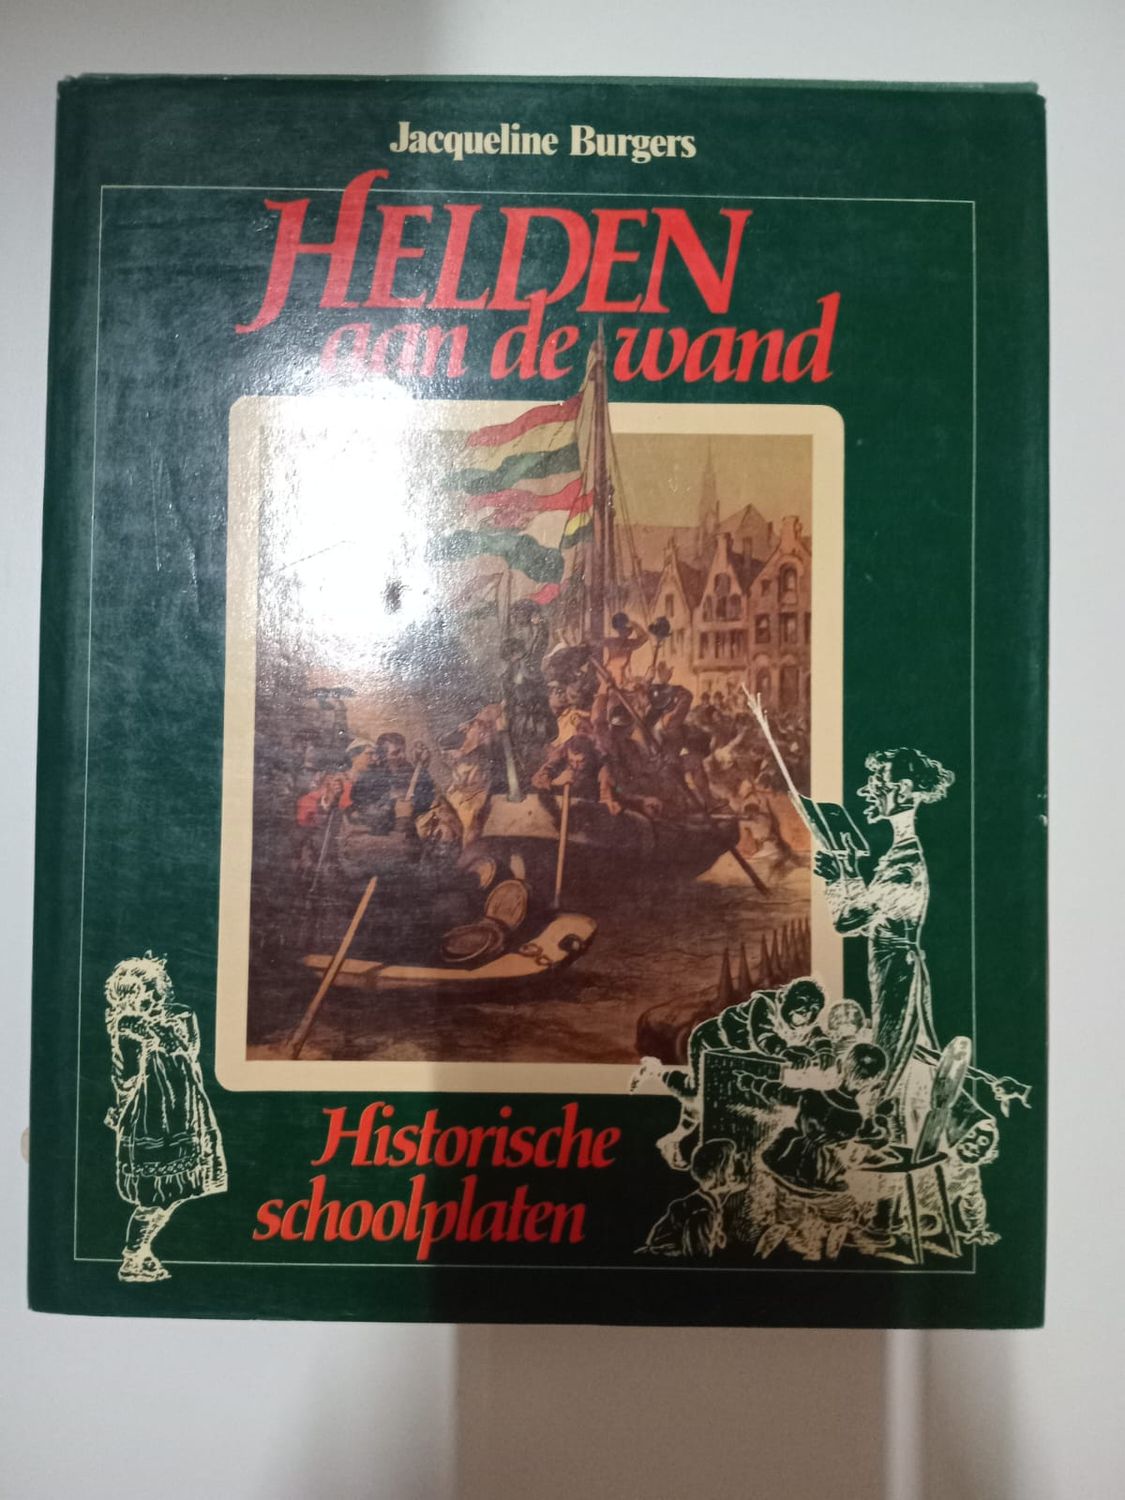 Jacqueline Burgers
HELDEN
aan de wand
Historische
schoolplaten